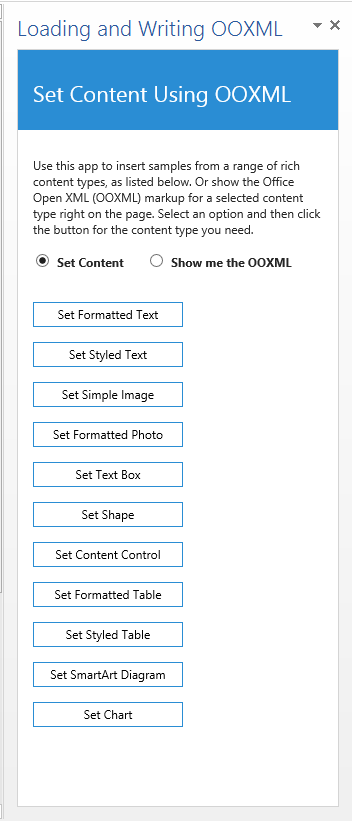 Loading and Writing OOXML
Set Content Using OOXML
Use this app to insert samples from a range of rich
content types, as listed below. Or show the Office
Open XML (OOXML) markup for a selected content
type right on the page. Select an option and then click
the button for the content type you need.
Set Content Show me the OOXML
Set Formatted Text
Set Styled Text
Set Simple Image
Set Formatted Photo
Set Text Box
Set Shape
Set Content Control
Set Formatted Table
Set Styled Table
Set SmartArt Diagram
Set Chart